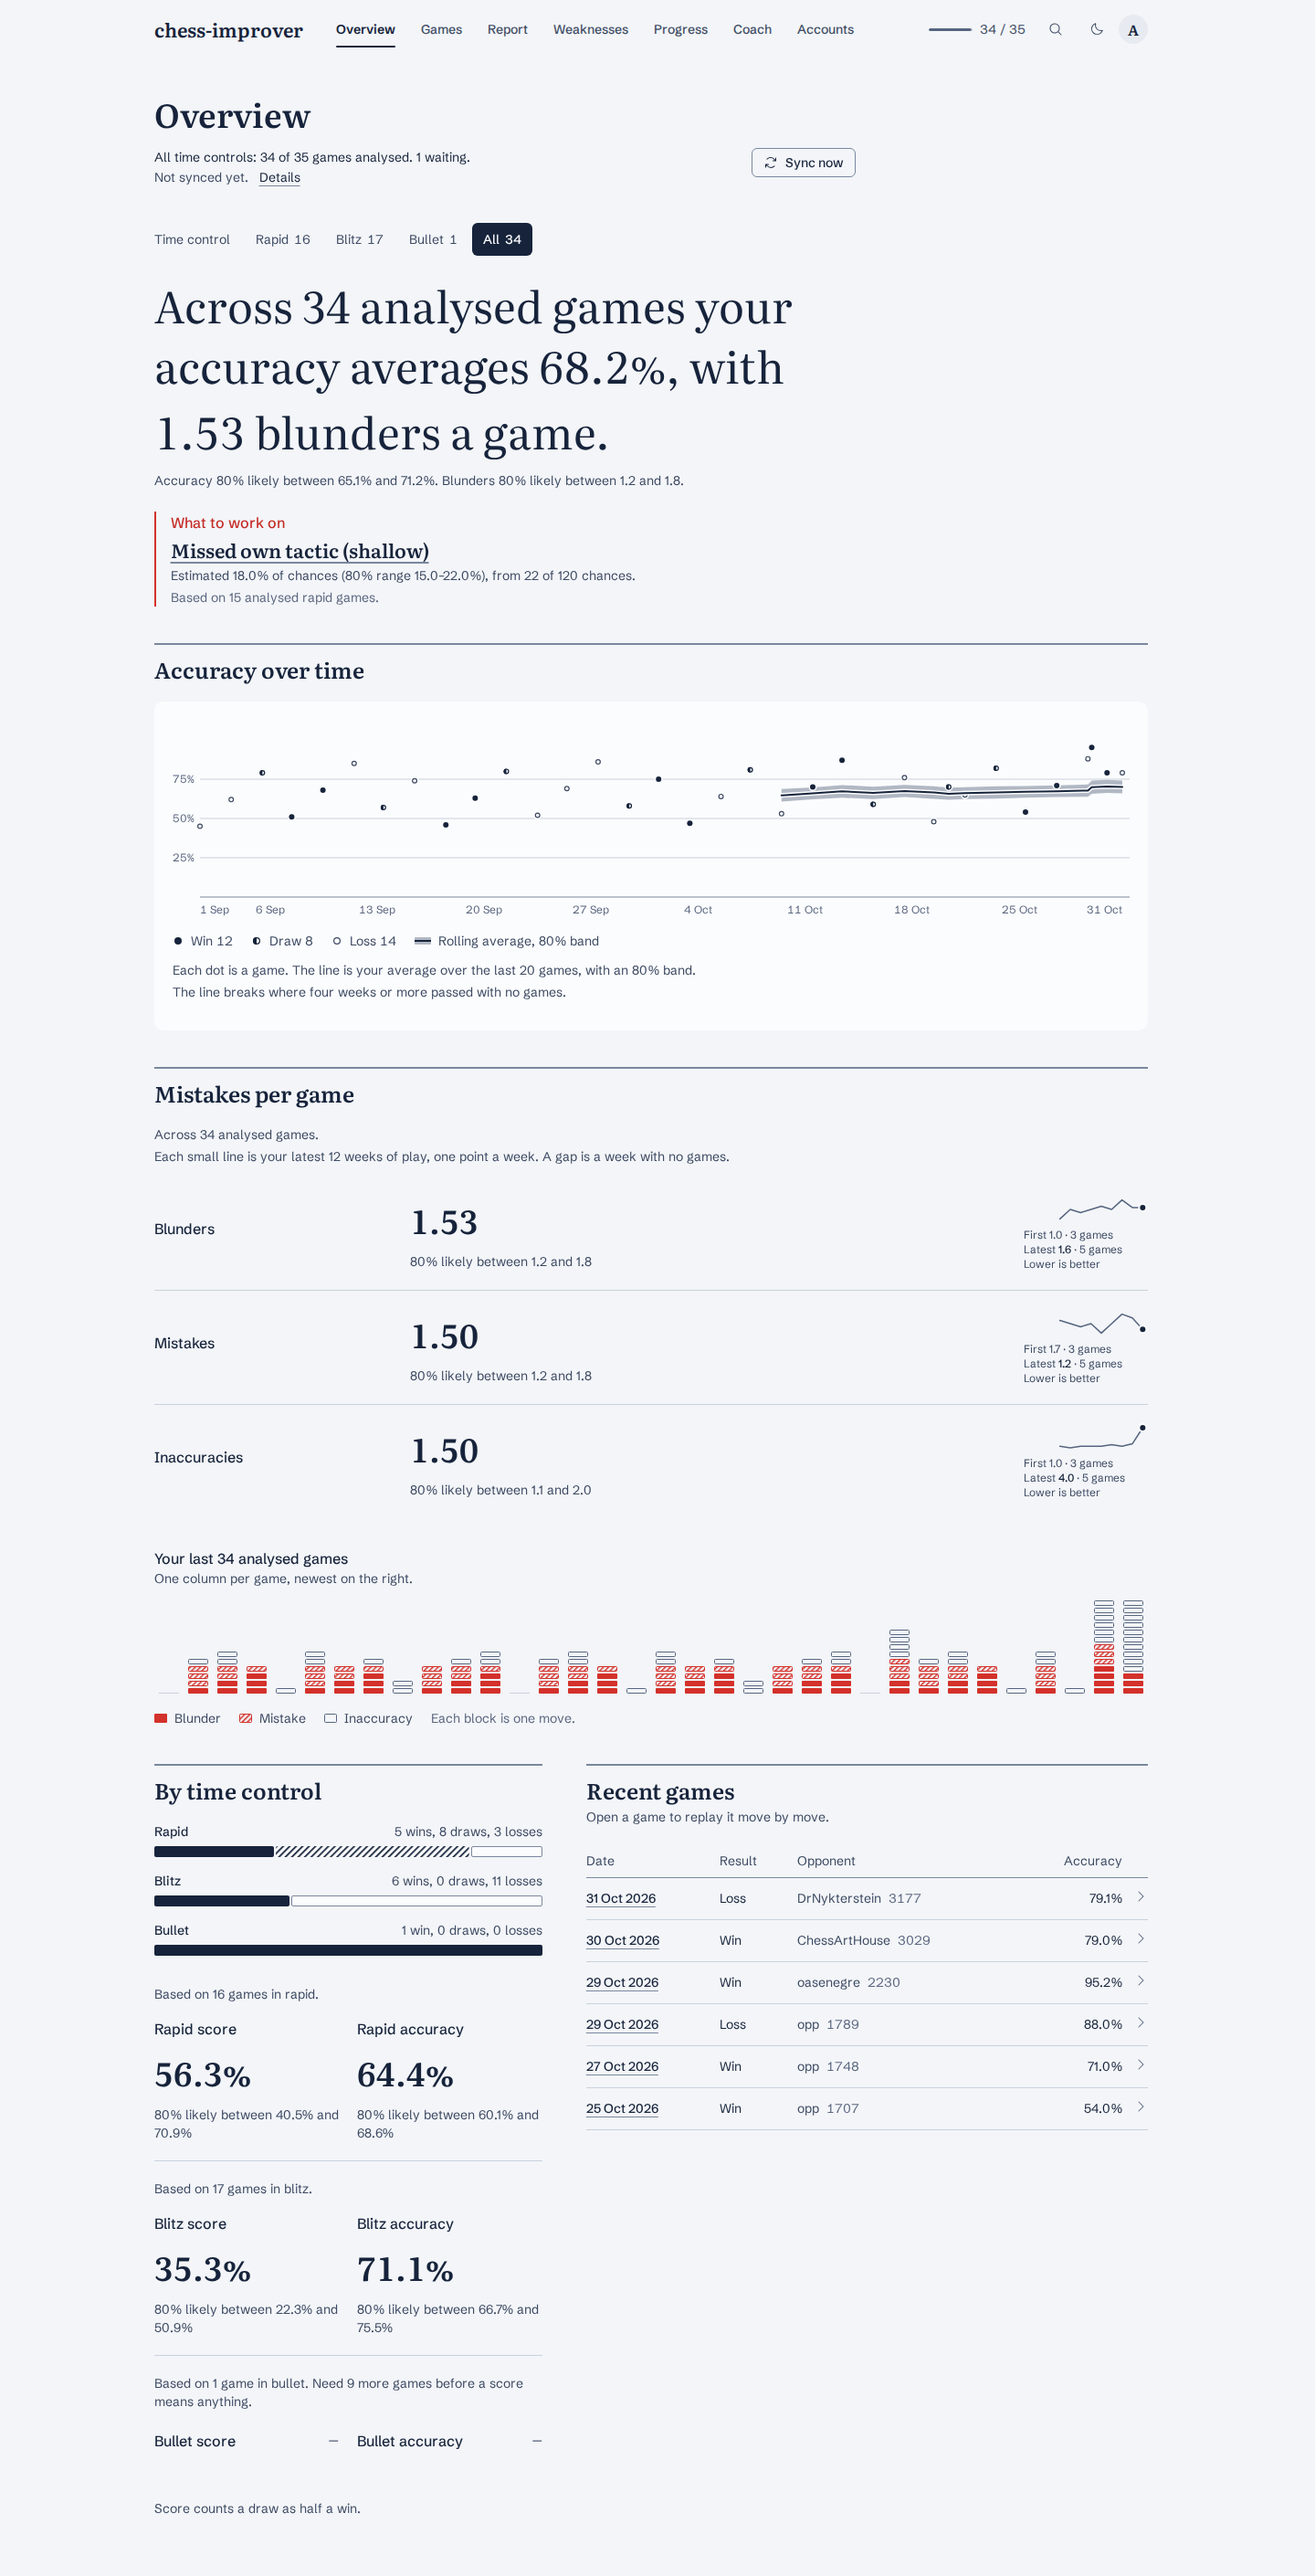 chess-improver Overview Games Report Weaknesses Progress Coach Accounts 34 / 35 A
Overview
All time controls: 34 of 35 games analysed. 1 waiting.
Not synced yet. Details
Sync now
Time control Rapid 16 Blitz 17 Bullet 1 All 34
Across 34 analysed games your
accuracy averages 68.2%, with
1.53 blunders a game.
Accuracy 80% likely between 65.1% and 71.2%. Blunders 80% likely between 1.2 and 1.8.
What to work on
Missed own tactic (shallow)
Estimated 18.0% of chances (80% range 15.0–22.0%), from 22 of 120 chances.
Based on 15 analysed rapid games.
Accuracy over time
75%
50%
25%
1 Sep 6 Sep 13 Sep 20 Sep 27 Sep 4 Oct 11 Oct 18 Oct 25 Oct 31 Oct
Win 12 Draw 8 Loss 14 Rolling average, 80% band
Each dot is a game. The line is your average over the last 20 games, with an 80% band.
The line breaks where four weeks or more passed with no games.
Mistakes per game
Across 34 analysed games.
Each small line is your latest 12 weeks of play, one point a week. A gap is a week with no games.
Blunders
1.53
80% likely between 1.2 and 1.8
First 1.0 · 3 games
Latest 1.6 · 5 games
Lower is better
Mistakes
1.50
80% likely between 1.2 and 1.8
First 1.7 · 3 games
Latest 1.2 · 5 games
Lower is better
Inaccuracies
1.50
80% likely between 1.1 and 2.0
First 1.0 · 3 games
Latest 4.0 · 5 games
Lower is better
Your last 34 analysed games
One column per game, newest on the right.
Blunder Mistake Inaccuracy Each block is one move.
By time control
Rapid 5 wins, 8 draws, 3 losses
Blitz 6 wins, 0 draws, 11 losses
Bullet 1 win, 0 draws, 0 losses
Based on 16 games in rapid.
Rapid score Rapid accuracy
56.3% 64.4%
80% likely between 40.5% and 80% likely between 60.1% and
70.9% 68.6%
Based on 17 games in blitz.
Blitz score Blitz accuracy
35.3% 71.1%
80% likely between 22.3% and 80% likely between 66.7% and
50.9% 75.5%
Based on 1 game in bullet. Need 9 more games before a score
means anything.
Bullet score – Bullet accuracy –
Score counts a draw as half a win.
Recent games
Open a game to replay it move by move.
Date Result Opponent Accuracy
31 Oct 2026 Loss DrNykterstein 3177 79.1%
30 Oct 2026 Win ChessArtHouse 3029 79.0%
29 Oct 2026 Win oasenegre 2230 95.2%
29 Oct 2026 Loss opp 1789 88.0%
27 Oct 2026 Win opp 1748 71.0%
25 Oct 2026 Win opp 1707 54.0%